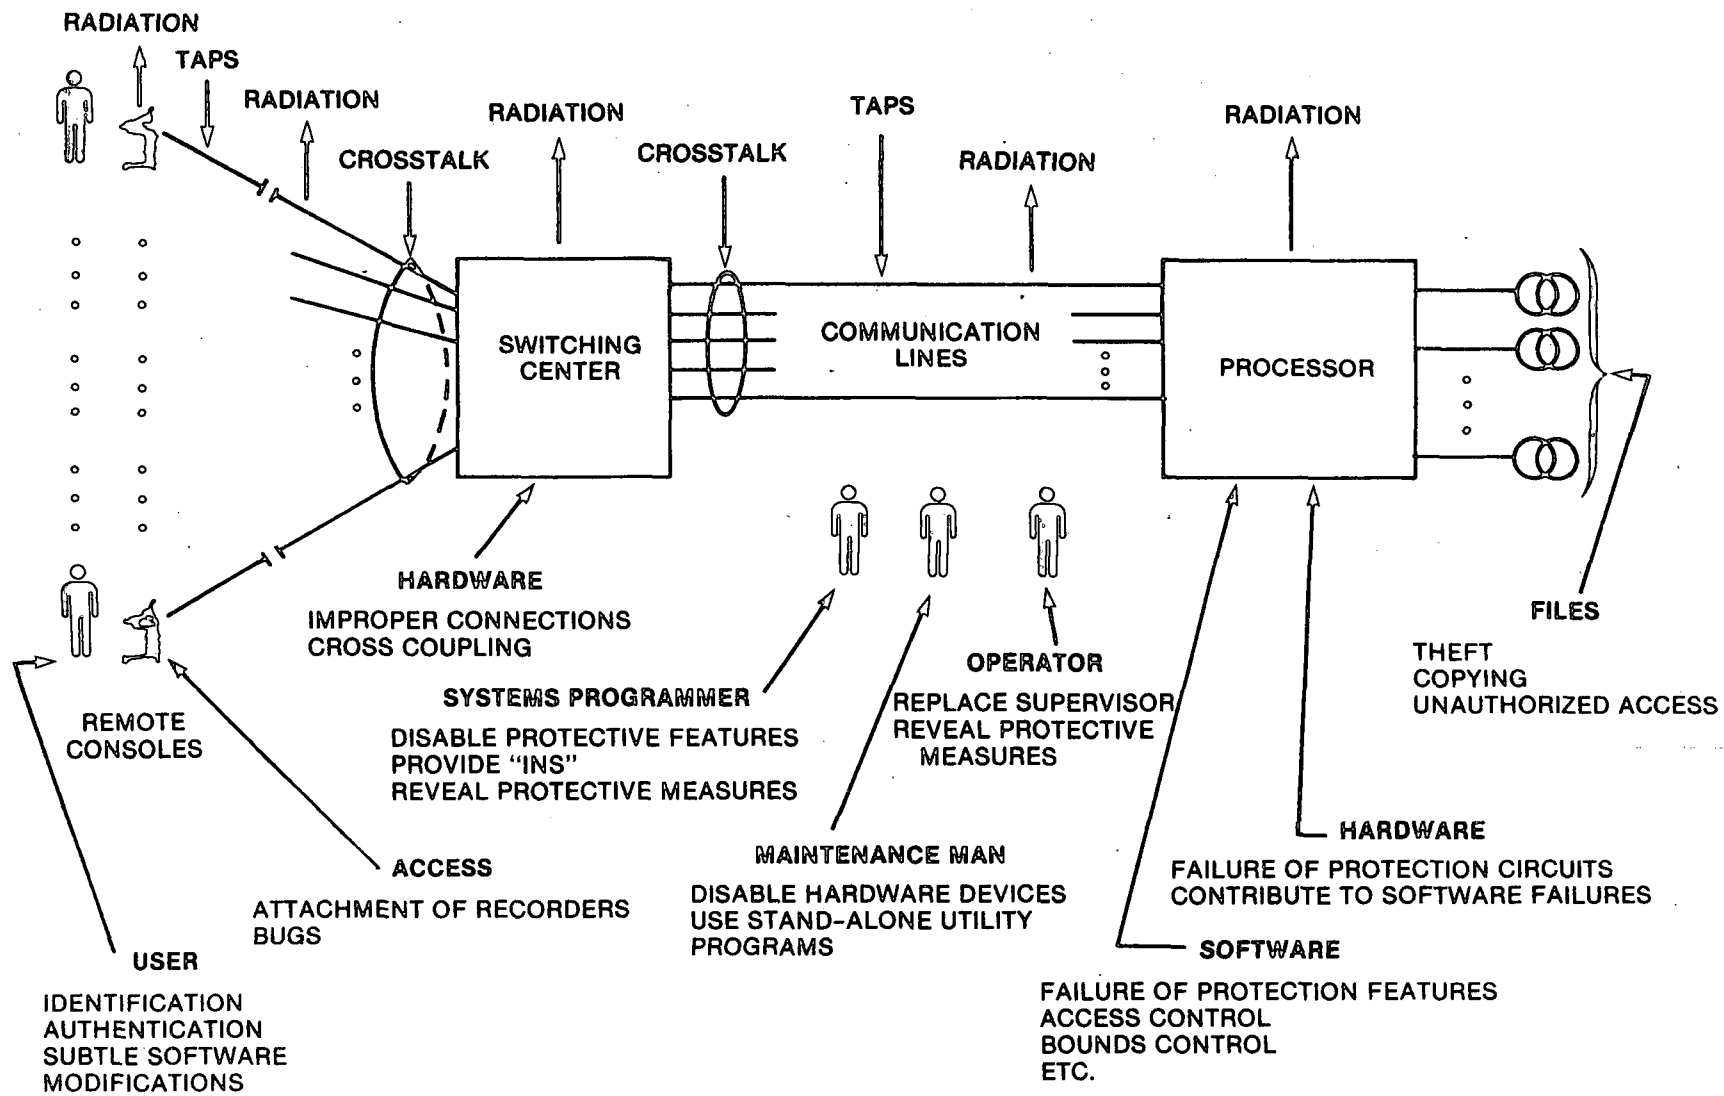 RADIATION
TAPS
RADIATION
RADIATION
CROSSTALK
CROSSTALK
TAPS
RADIATION
RADIATION
SWITCHING
CENTER
COMMUNICATION
LINES
PROCESSOR
HARDWARE
IMPROPER CONNECTIONS
CROSS COUPLING
REMOTE
CONSOLES
SYSTEMS PROGRAMMER
DISABLE PROTECTIVE FEATURES
PROVIDE “INS”
REVEAL PROTECTIVE MEASURES
OPERATOR
REPLACE SUPERVISOR
REVEAL PROTECTIVE
MEASURES
FILES
THEFT
COPYING
UNAUTHORIZED ACCESS
ACCESS
ATTACHMENT OF RECORDERS
BUGS
MAINTENANCE MAN
DISABLE HARDWARE DEVICES
USE STAND-ALONE UTILITY
PROGRAMS
HARDWARE
FAILURE OF PROTECTION CIRCUITS
CONTRIBUTE TO SOFTWARE FAILURES
USER
IDENTIFICATION
AUTHENTICATION
SUBTLE SOFTWARE
MODIFICATIONS
SOFTWARE
FAILURE OF PROTECTION FEATURES
ACCESS CONTROL
BOUNDS CONTROL
ETC.